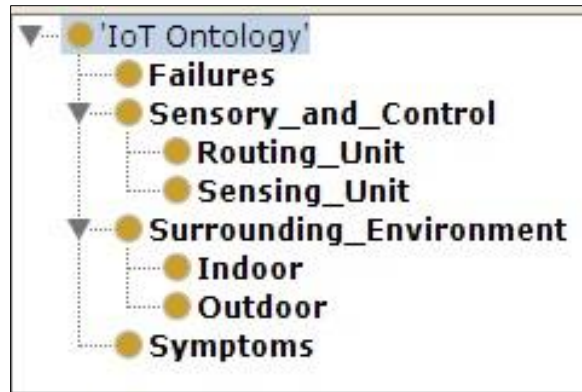 'IoT Ontology'
Failures
Sensory_and_Control
Routing_Unit
Sensing_Unit
Surrounding_Environment
Indoor
Outdoor
Symptoms